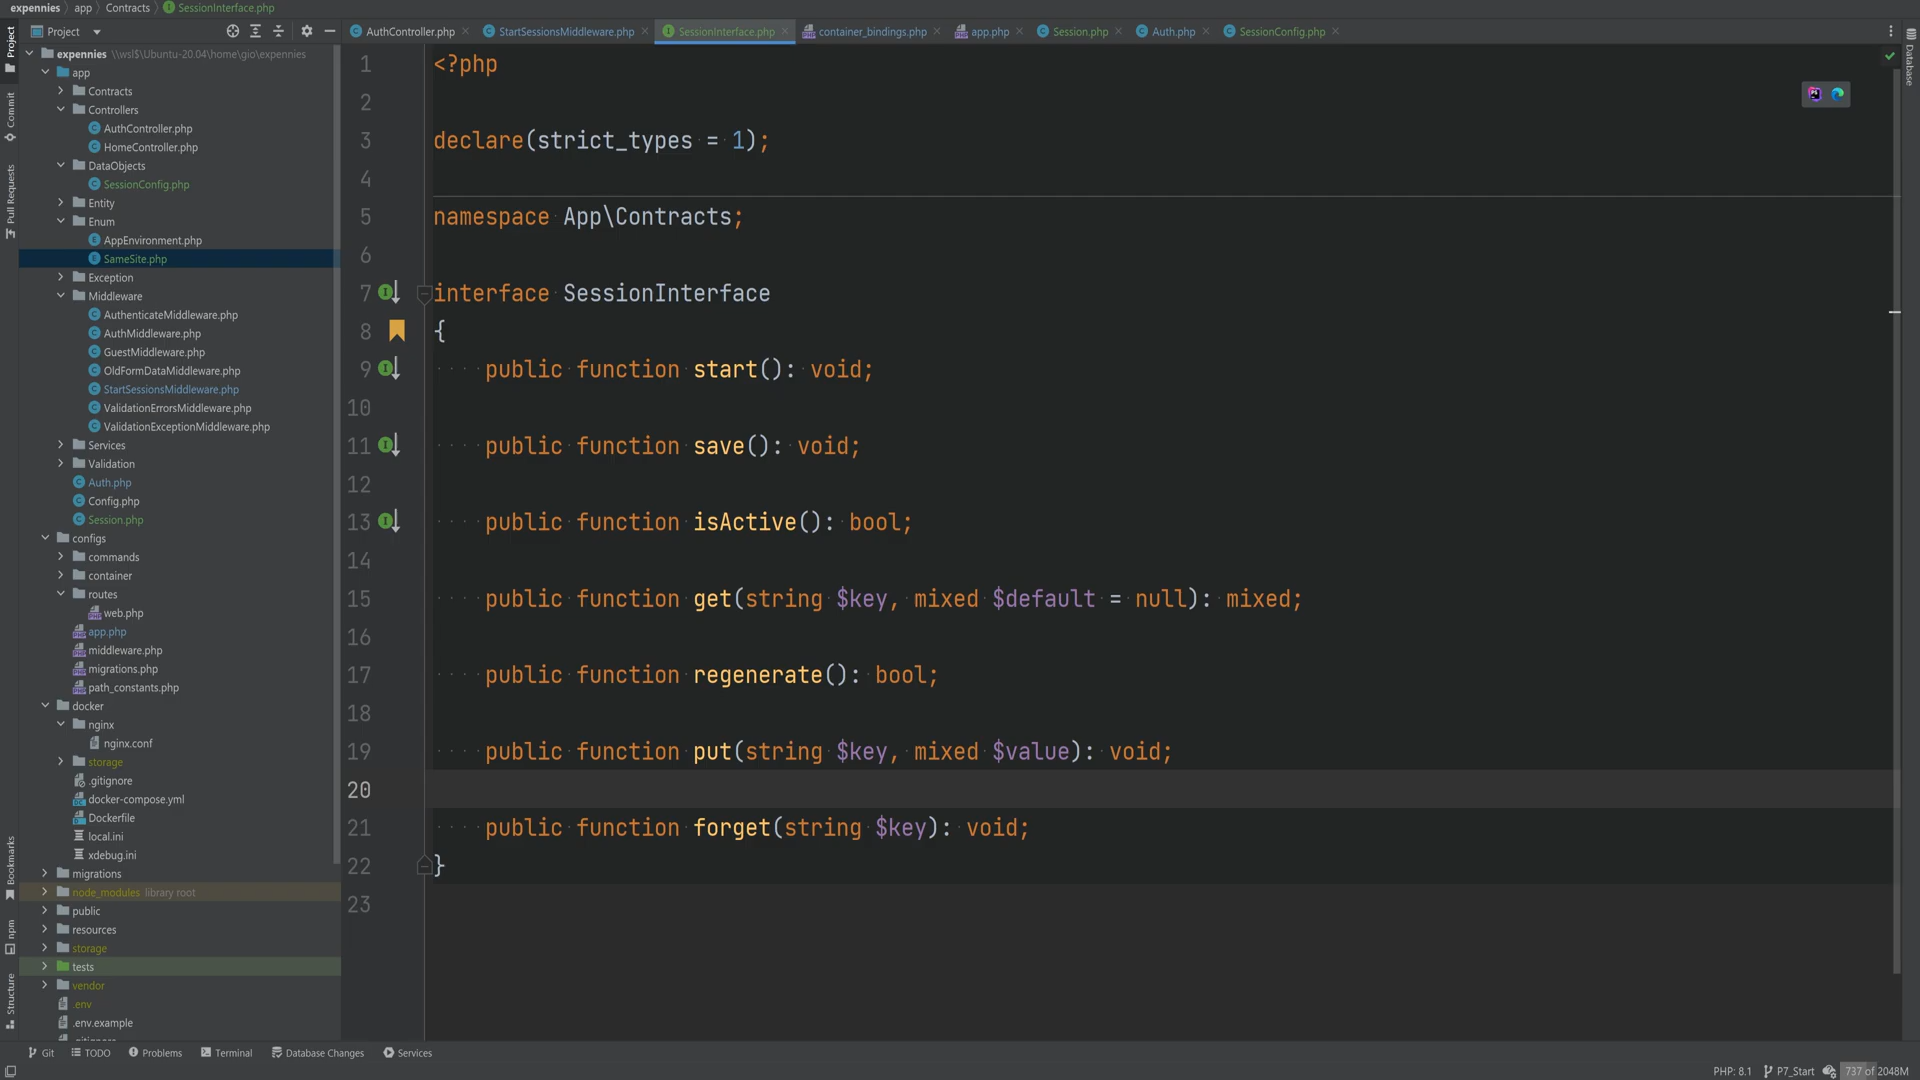 expennies
app
Contracts
SessionInterface.php
Project
AuthController.php
StartSessionsMiddleware.php
SessionInterface.php
container_bindings.php
app.php
Session.php
Auth.php
SessionConfig.php
Project
Commit
Pull Requests
Bookmarks
npm
Structure
Database
expennies \\wsl$\Ubuntu-20.04\home\gio\expennies
app
Contracts
Controllers
AuthController.php
HomeController.php
DataObjects
SessionConfig.php
Entity
Enum
AppEnvironment.php
SameSite.php
Exception
Middleware
AuthenticateMiddleware.php
AuthMiddleware.php
GuestMiddleware.php
OldFormDataMiddleware.php
StartSessionsMiddleware.php
ValidationErrorsMiddleware.php
ValidationExceptionMiddleware.php
Services
Validation
Auth.php
Config.php
Session.php
configs
commands
container
routes
web.php
app.php
middleware.php
migrations.php
path_constants.php
docker
nginx
nginx.conf
storage
.gitignore
docker-compose.yml
Dockerfile
local.ini
xdebug.ini
migrations
node_modules library root
public
resources
storage
tests
vendor
.env
.env.example
1 <?php
2
3 declare(strict_types = 1);
4
5 namespace App\Contracts;
6
7 interface SessionInterface
8 {
9 public function start(): void;
10
11 public function save(): void;
12
13 public function isActive(): bool;
14
15 public function get(string $key, mixed $default = null): mixed;
16
17 public function regenerate(): bool;
18
19 public function put(string $key, mixed $value): void;
20
21 public function forget(string $key): void;
22 }
23
Git
TODO
Problems
Terminal
Database Changes
Services
PHP: 8.1
P7_Start
737 of 2048M